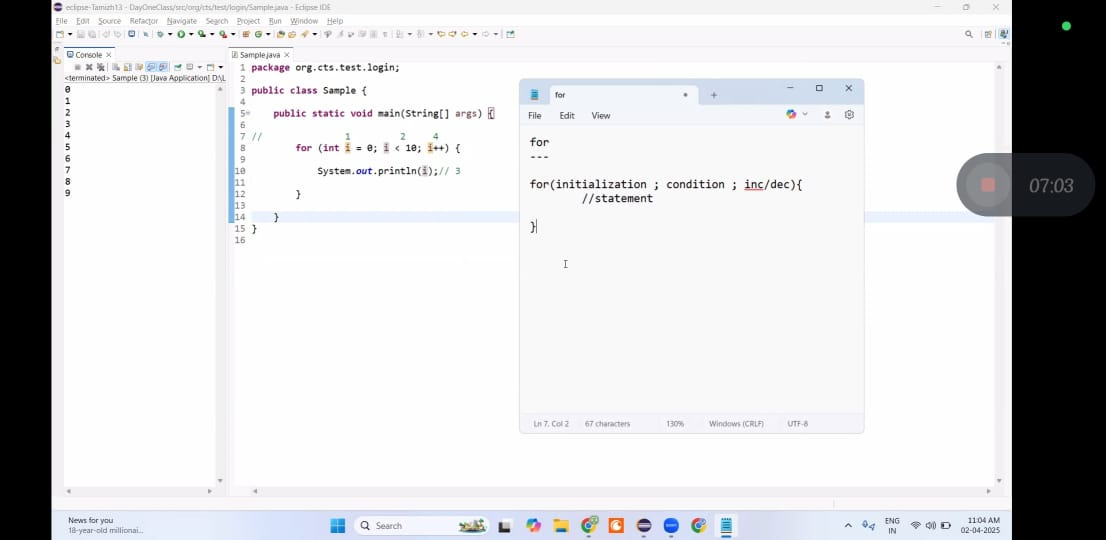 eclipse-Tamizh13 - DayOneClass/src/org/cts/test/login/Sample.java - Eclipse IDE
File Edit Source Refactor Navigate Search Project Run Window Help
Console
<terminated> Sample (3) [Java Application] D:\L
0
1
2
3
4
5
6
7
8
9
Sample.java
1 package org.cts.test.login;
2
3 public class Sample {
4
5 public static void main(String[] args) {
6
7 // 1 2 4
8 for (int i = 0; i < 10; i++) {
9
10 System.out.println(i);// 3
11
12 }
13
14 }
15 }
16
for
File Edit View
for
---
for(initialization ; condition ; inc/dec){
//statement
}
Ln 7, Col 2 67 characters 130% Windows (CRLF) UTF-8
07:03
News for you
18-year-old millionai...
Search
ENG
IN
11:04 AM
02-04-2025